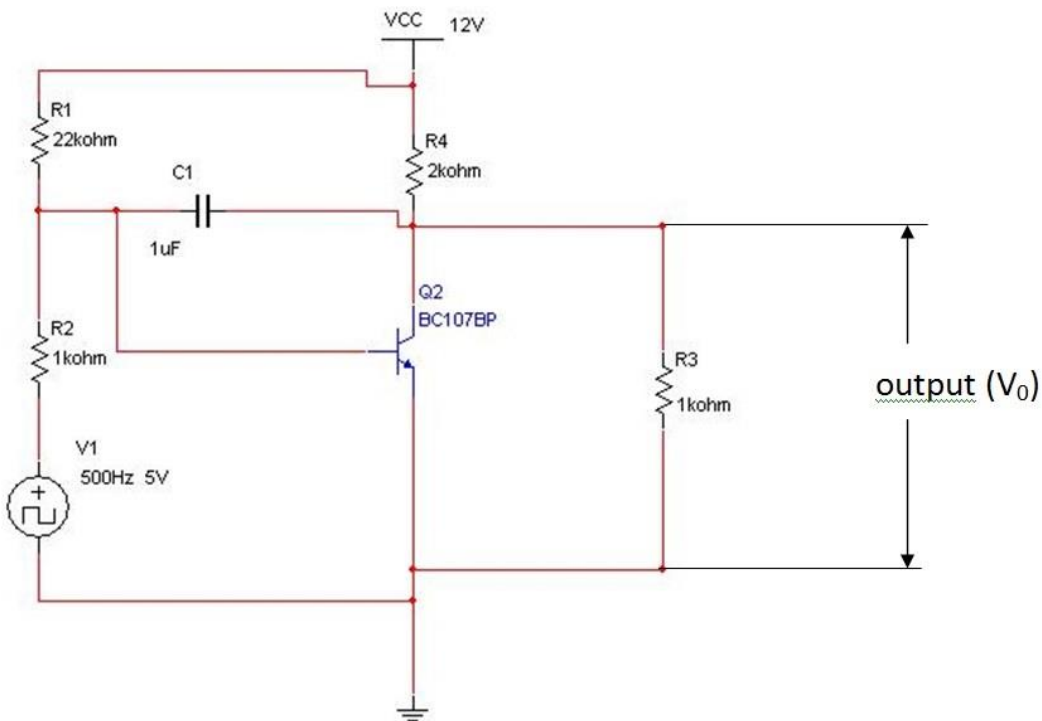 VCC 12V
R1
22kohm
R4
2kohm
C1
1uF
Q2
BC107BP
R2
1kohm
R3
1kohm
output (V₀)
V1
500Hz 5V